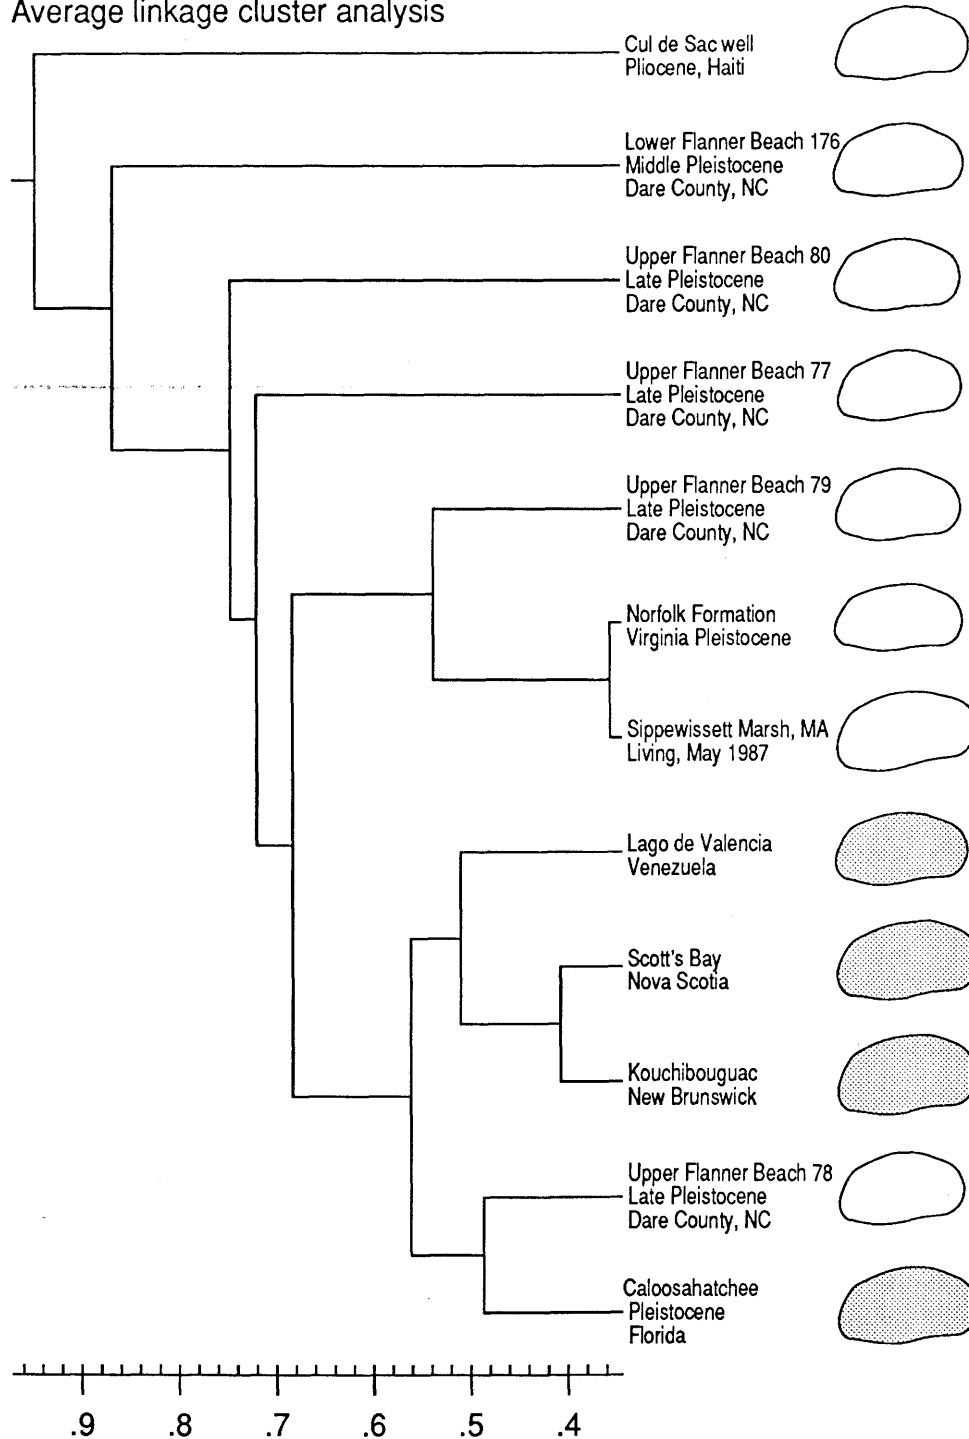 Average linkage cluster analysis
Cul de Sac well
Pliocene, Haiti
Lower Flanner Beach 176
Middle Pleistocene
Dare County, NC
Upper Flanner Beach 80
Late Pleistocene
Dare County, NC
Upper Flanner Beach 77
Late Pleistocene
Dare County, NC
Upper Flanner Beach 79
Late Pleistocene
Dare County, NC
Norfolk Formation
Virginia Pleistocene
Sippewissett Marsh, MA
Living, May 1987
Lago de Valencia
Venezuela
Scott's Bay
Nova Scotia
Kouchibouguac
New Brunswick
Upper Flanner Beach 78
Late Pleistocene
Dare County, NC
Caloosahatchee
Pleistocene
Florida
.9 .8 .7 .6 .5 .4